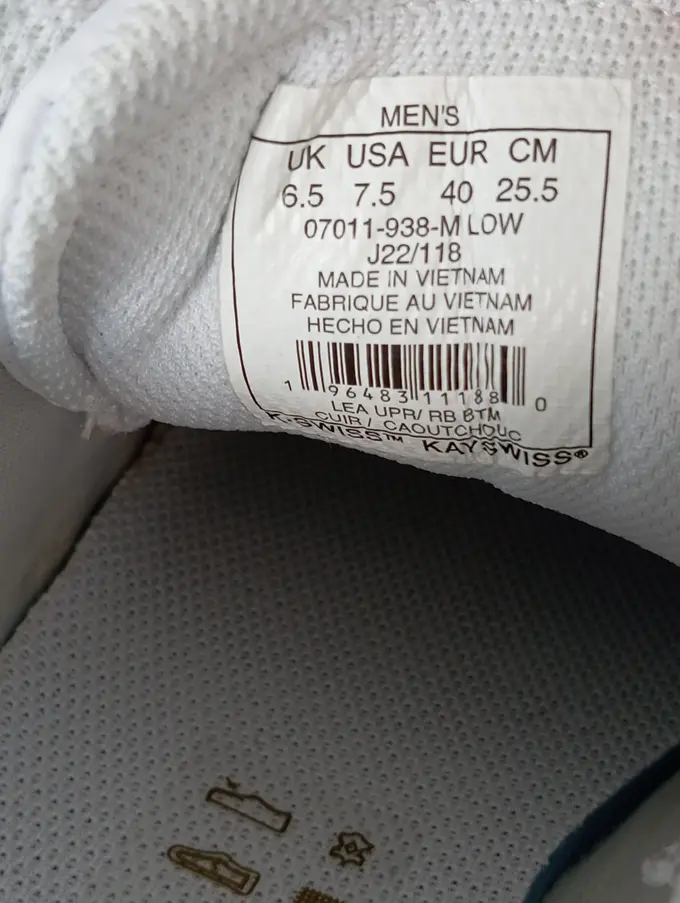 MEN'S
UK USA EUR CM
6.5 7.5 40 25.5
07011-938-M LOW
J22/118
MADE IN VIETNAM
FABRIQUE AU VIETNAM
HECHO EN VIETNAM
1 96483 11188 0
LEA UPR/ RB BTM
CUIR / CAOUTCHOUC
K-SWISS™ KAYSWISS®